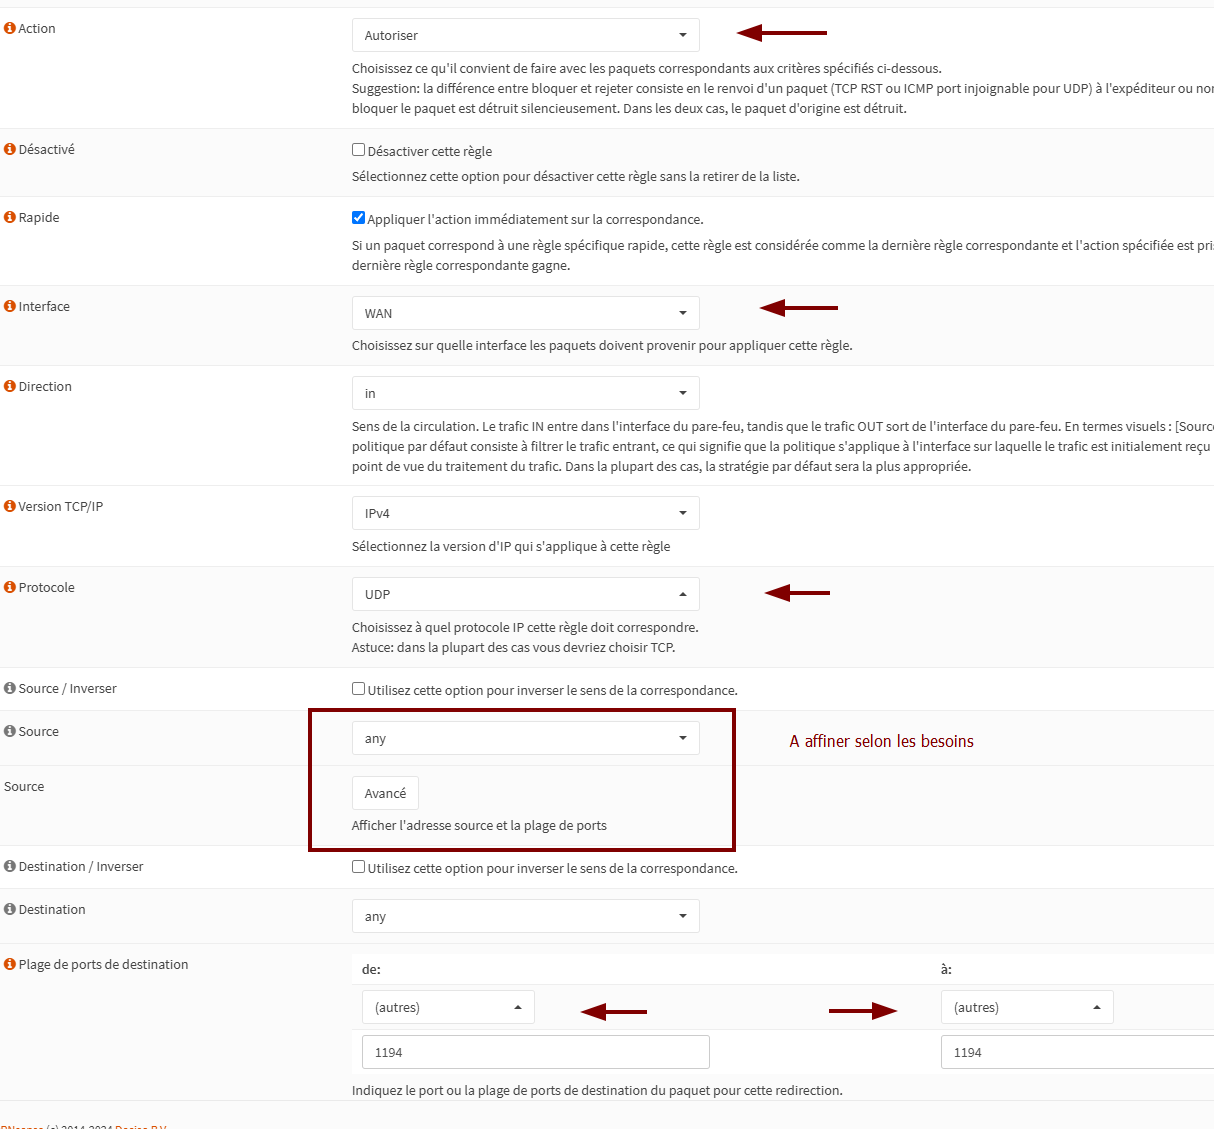 Action
Autoriser
Choisissez ce qu'il convient de faire avec les paquets correspondants aux critères spécifiés ci-dessous.
Suggestion: la différence entre bloquer et rejeter consiste en le renvoi d'un paquet (TCP RST ou ICMP port injoignable pour UDP) à l'expéditeur ou
bloquer le paquet est détruit silencieusement. Dans les deux cas, le paquet d'origine est détruit.
Désactivé
Désactiver cette règle
Sélectionnez cette option pour désactiver cette règle sans la retirer de la liste.
Rapide
Appliquer l'action immédiatement sur la correspondance.
Si un paquet correspond à une règle spécifique rapide, cette règle est considérée comme la dernière règle correspondante et l'action spécifiée est
dernière règle correspondante gagne.
Interface
WAN
Choisissez sur quelle interface les paquets doivent provenir pour appliquer cette règle.
Direction
in
Sens de la circulation. Le trafic IN entre dans l'interface du pare-feu, tandis que le trafic OUT sort de l'interface du pare-feu. En termes visuels :
politique par défaut consiste à filtrer le trafic entrant, ce qui signifie que la politique s'applique à l'interface sur laquelle le trafic est initialement reçu
point de vue du traitement du trafic. Dans la plupart des cas, la stratégie par défaut sera la plus appropriée.
Version TCP/IP
IPv4
Sélectionnez la version d'IP qui s'applique à cette règle
Protocole
UDP
Choisissez à quel protocole IP cette règle doit correspondre.
Astuce: dans la plupart des cas vous devriez choisir TCP.
Source / Inverser
Utilisez cette option pour inverser le sens de la correspondance.
Source
any
A affiner selon les besoins
Source
Avancé
Afficher l'adresse source et la plage de ports
Destination / Inverser
Utilisez cette option pour inverser le sens de la correspondance.
Destination
any
Plage de ports de destination
de:
à:
(autres)
(autres)
1194
1194
Indiquez le port ou la plage de ports de destination du paquet pour cette redirection.